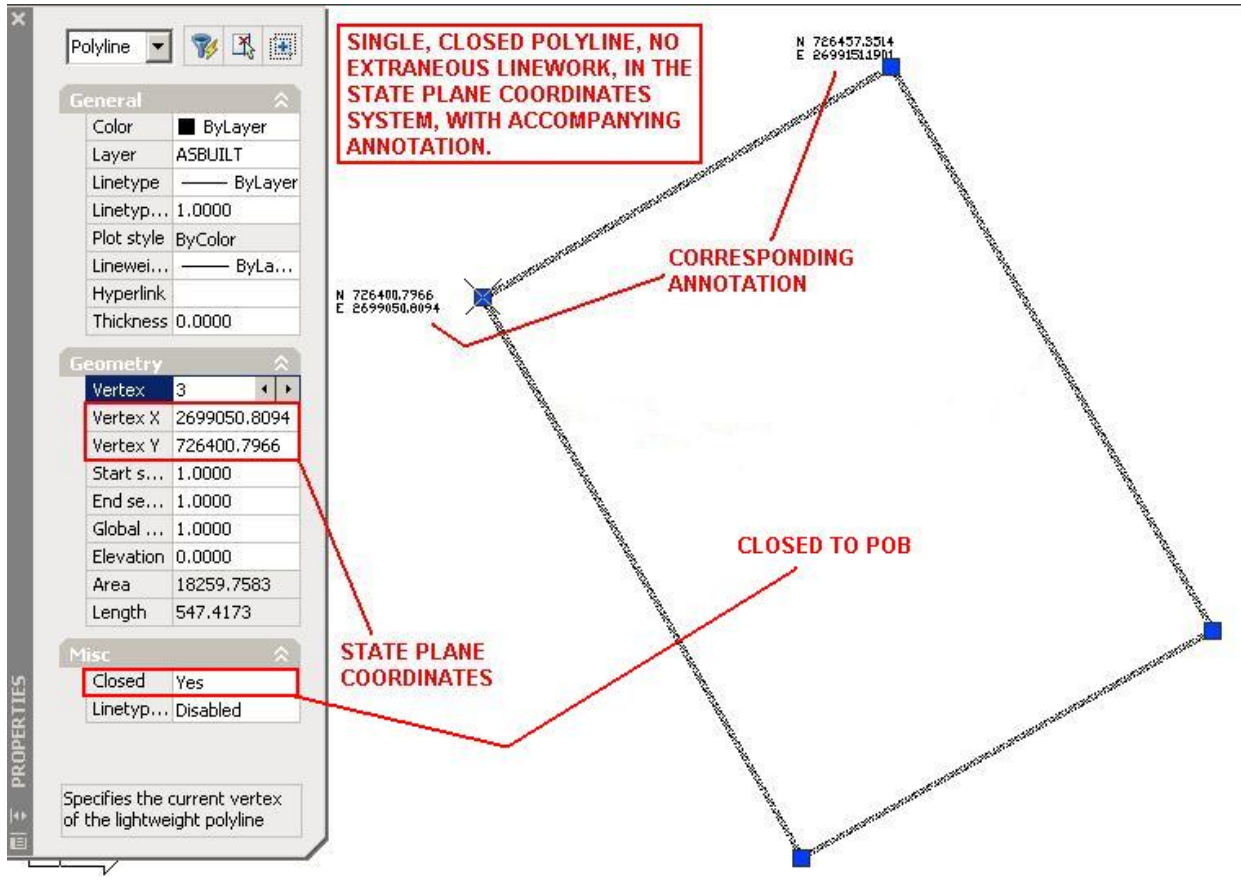 Polyline
General
Color ByLayer
Layer ASBUILT
Linetype ByLayer
Linetyp... 1.0000
Plot style ByColor
Linewei... ByLa...
Hyperlink
Thickness 0.0000
Geometry
Vertex 3
Vertex X 2699050.8094
Vertex Y 726400.7966
Start s... 1.0000
End se... 1.0000
Global ... 1.0000
Elevation 0.0000
Area 18259.7583
Length 547.4173
Misc
Closed Yes
Linetyp... Disabled
Specifies the current vertex
of the lightweight polyline
PROPERTIES
SINGLE, CLOSED POLYLINE, NO
EXTRANEOUS LINEWORK, IN THE
STATE PLANE COORDINATES
SYSTEM, WITH ACCOMPANYING
ANNOTATION.
N 726457.3514
E 2699151.1901
CORRESPONDING
ANNOTATION
N 726400.7966
E 2699050.8094
CLOSED TO POB
STATE PLANE
COORDINATES